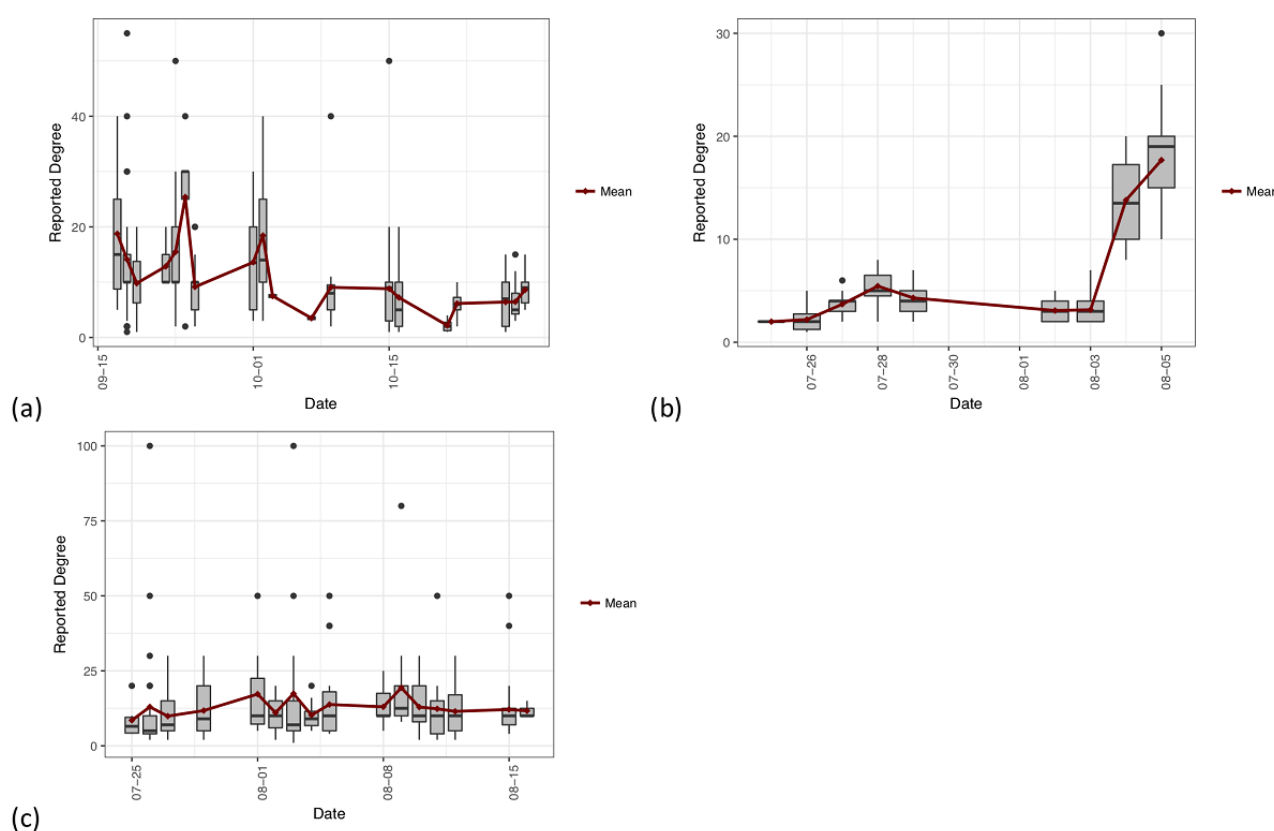 Reported Degree
40
20
0
09-15
10-01
10-15
Date
Mean
(a)
Reported Degree
30
20
10
0
07-26
07-28
07-30
08-01
08-03
08-05
Date
Mean
(b)
Reported Degree
100
75
50
25
0
07-25
08-01
08-08
08-15
Date
Mean
(c)